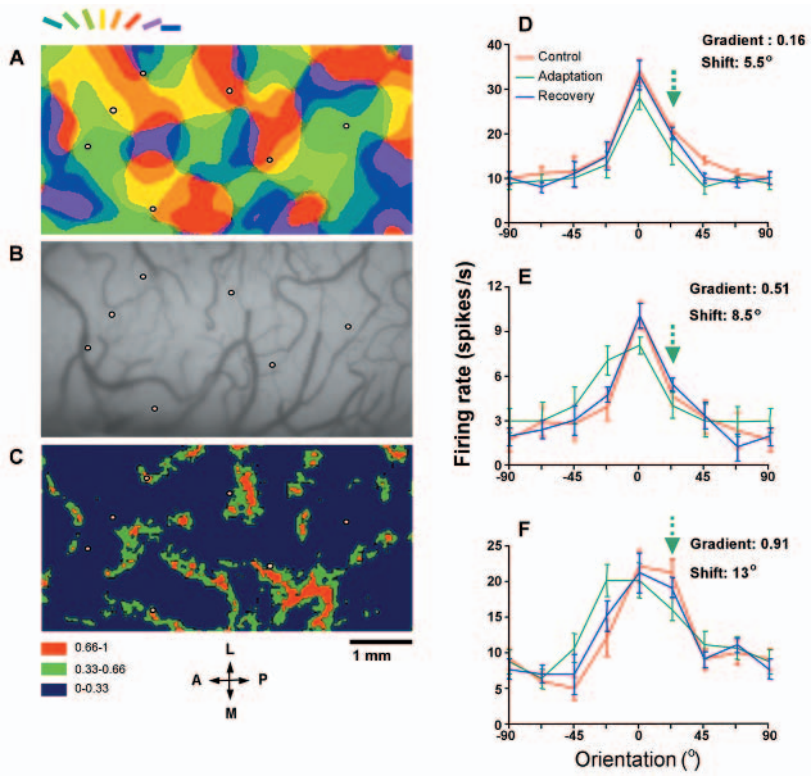 A
B
C
0.66-1
0.33-0.66
0-0.33
L
A P
M
1 mm
D
Gradient : 0.16
Shift: 5.5°
Control
Adaptation
Recovery
40
30
20
10
0
-90 -45 0 45 90
E
Gradient: 0.51
Shift: 8.5°
12
9
6
3
0
-90 -45 0 45 90
Firing rate (spikes/s)
F
Gradient: 0.91
Shift: 13°
25
20
15
10
5
0
-90 -45 0 45 90
Orientation (°)